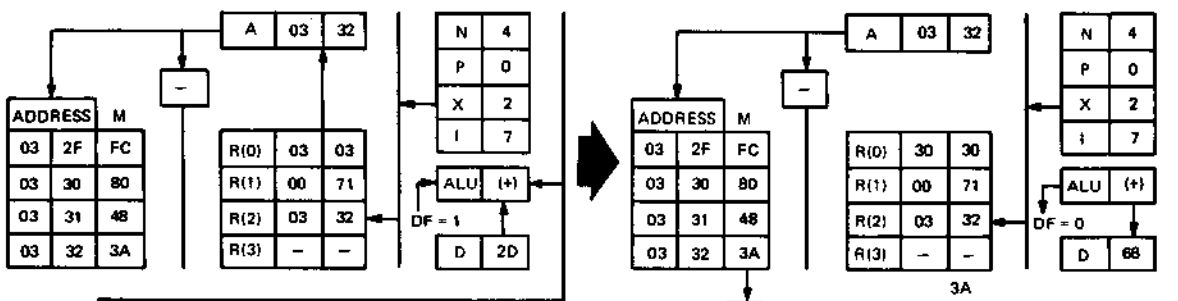 A 03 32
N 4
P 0
X 2
I 7
–
ADDRESS M
03 2F FC
03 30 80
03 31 48
03 32 3A
R(0) 03 03
R(1) 00 71
R(2) 03 32
R(3) – –
ALU (+)
DF = 1
D 2D
A 03 32
N 4
P 0
X 2
I 7
–
ADDRESS M
03 2F FC
03 30 80
03 31 48
03 32 3A
R(0) 30 30
R(1) 00 71
R(2) 03 32
R(3) – –
ALU (+)
DF = 0
D 68
3A